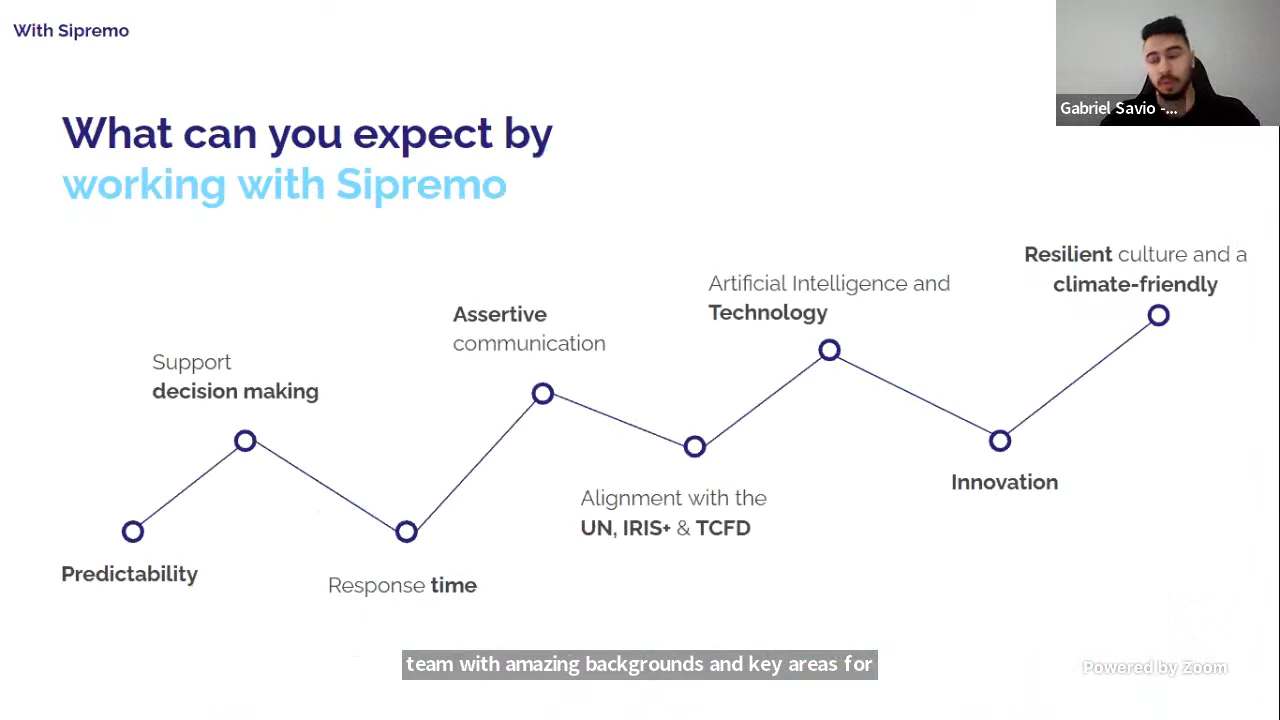 With Sipremo
Gabriel Savio -...
What can you expect by
working with Sipremo
Resilient culture and a
climate-friendly
Artificial Intelligence and
Technology
Assertive
communication
Support
decision making
Innovation
Alignment with the
UN, IRIS+ & TCFD
Predictability
Response time
team with amazing backgrounds and key areas for
Powered by Zoom